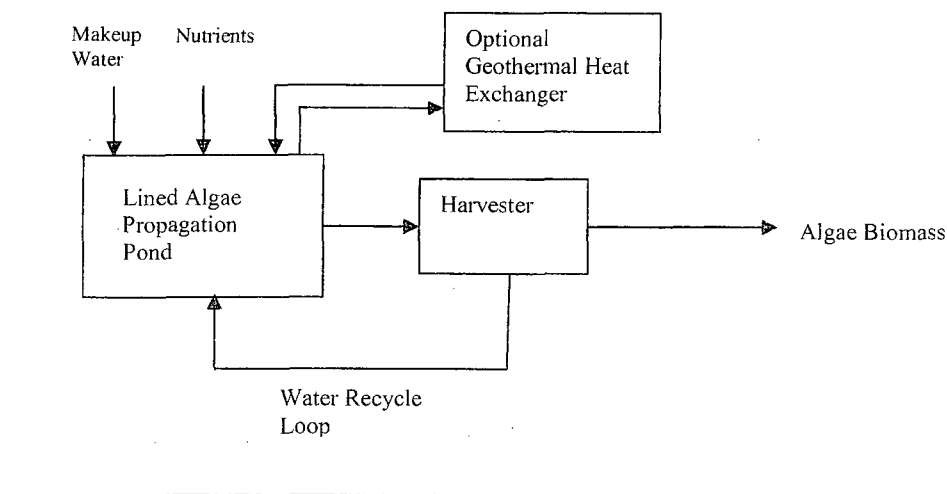 Makeup
Water
Nutrients
Optional
Geothermal Heat
Exchanger
Lined Algae
Propagation
Pond
Harvester
Algae Biomass
Water Recycle
Loop